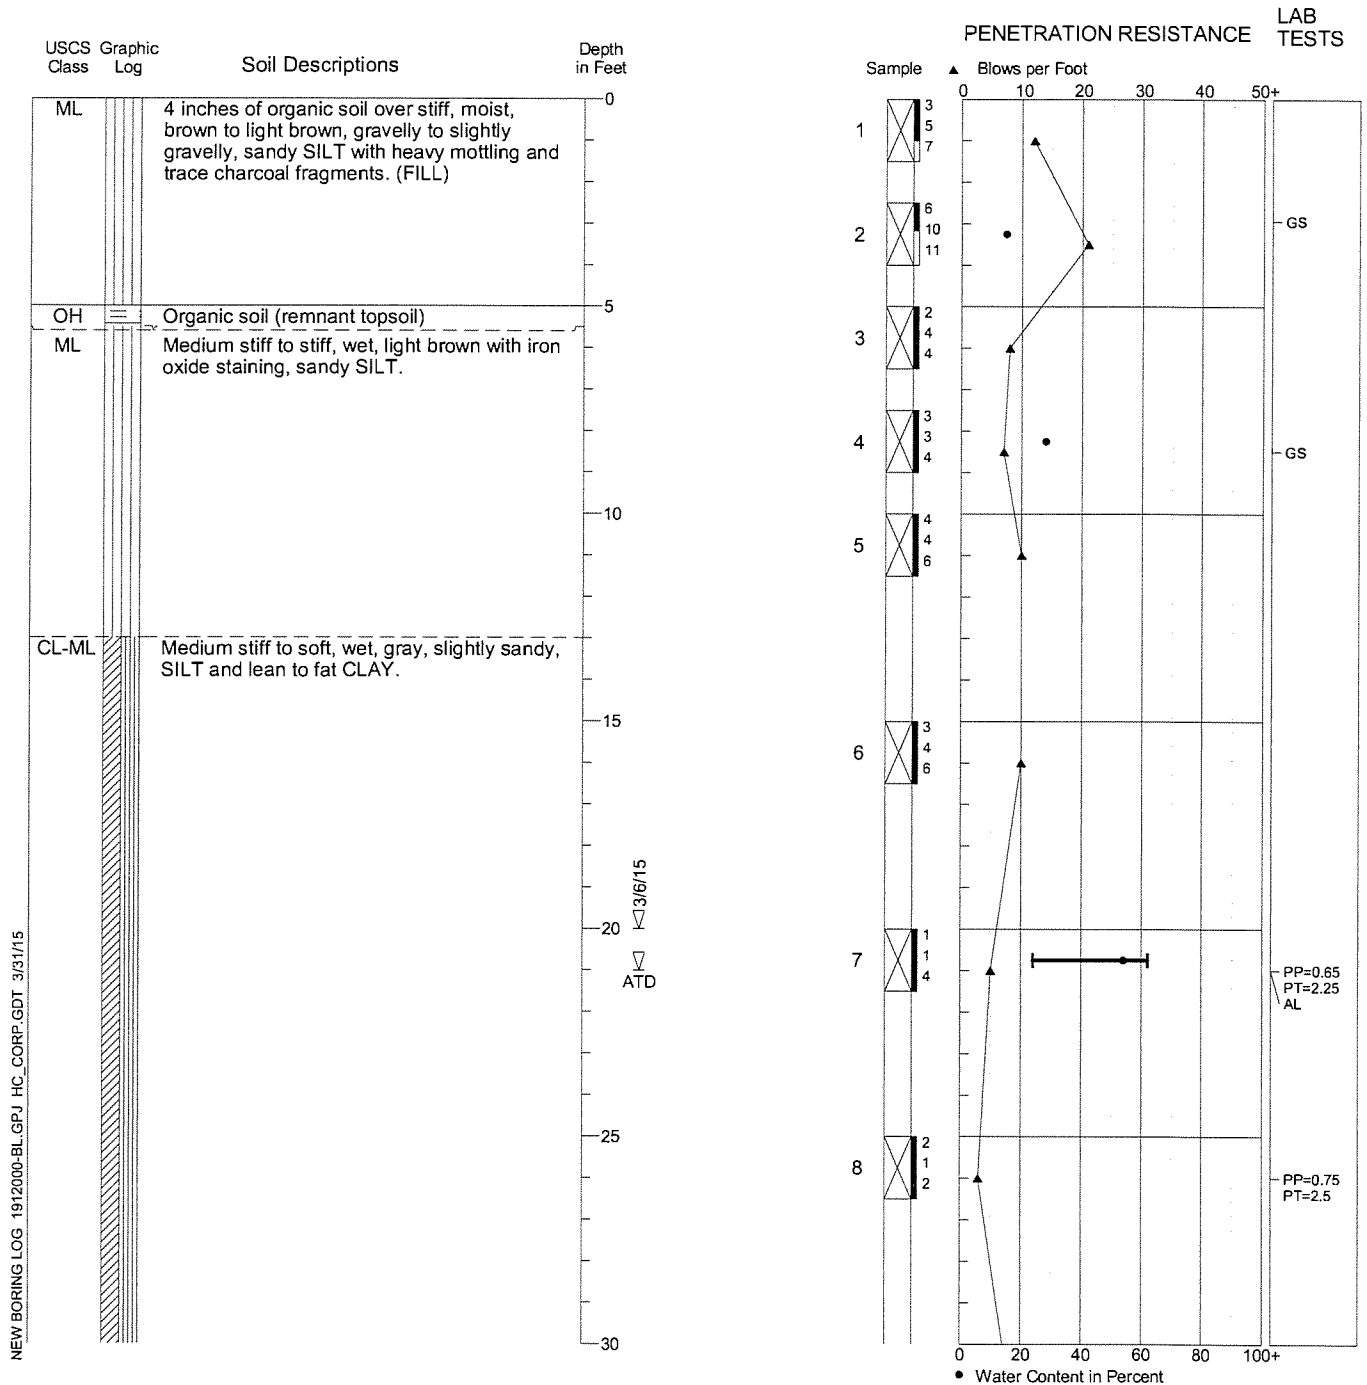 LAB
TESTS
PENETRATION RESISTANCE
USCS Graphic
Class Log
Soil Descriptions
Depth
in Feet
Sample ▲ Blows per Foot
0 10 20 30 40 50+
ML
4 inches of organic soil over stiff, moist,
brown to light brown, gravelly to slightly
gravelly, sandy SILT with heavy mottling and
trace charcoal fragments. (FILL)
OH
Organic soil (remnant topsoil)
ML
Medium stiff to stiff, wet, light brown with iron
oxide staining, sandy SILT.
CL-ML
Medium stiff to soft, wet, gray, slightly sandy,
SILT and lean to fat CLAY.
0
5
10
15
20
25
30
3/6/15
ATD
1
3
5
7
2
6
10
11
GS
3
2
4
4
4
3
3
4
GS
5
4
4
6
6
3
4
6
7
1
1
4
PP=0.65
PT=2.25
AL
8
2
1
2
PP=0.75
PT=2.5
0 20 40 60 80 100+
● Water Content in Percent
NEW BORING LOG 1912000-BL.GPJ HC_CORP.GDT 3/31/15